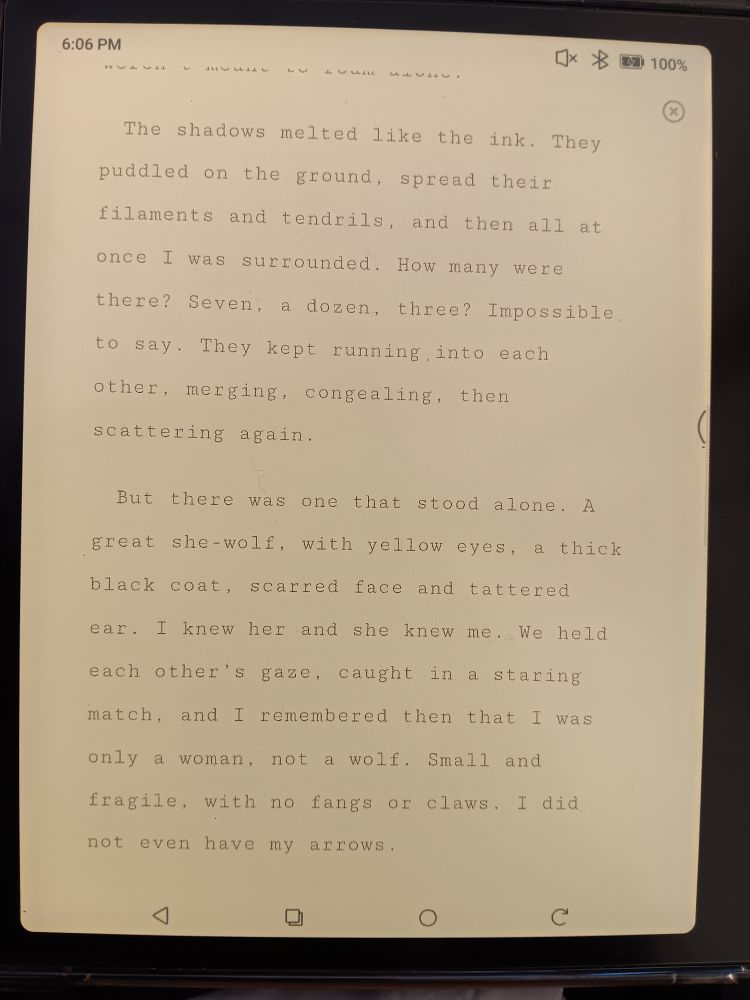 6:06 PM
100%
The shadows melted like the ink. They
puddled on the ground, spread their
filaments and tendrils, and then all at
once I was surrounded. How many were
there? Seven, a dozen, three? Impossible
to say. They kept running into each
other, merging, congealing, then
scattering again.
But there was one that stood alone. A
great she-wolf, with yellow eyes, a thick
black coat, scarred face and tattered
ear. I knew her and she knew me. We held
each other's gaze, caught in a staring
match, and I remembered then that I was
only a woman, not a wolf. Small and
fragile, with no fangs or claws. I did
not even have my arrows.